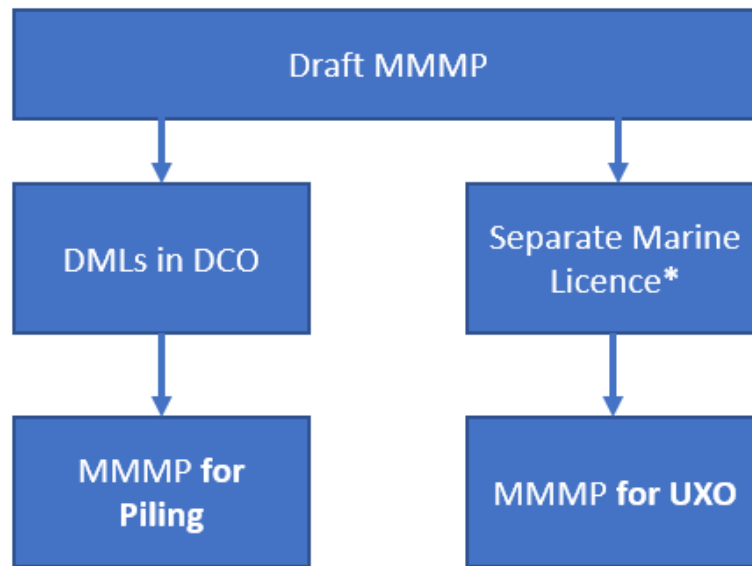 Draft MMMP
DMLs in DCO
Separate Marine
Licence*
MMMP for
Piling
MMMP for UXO